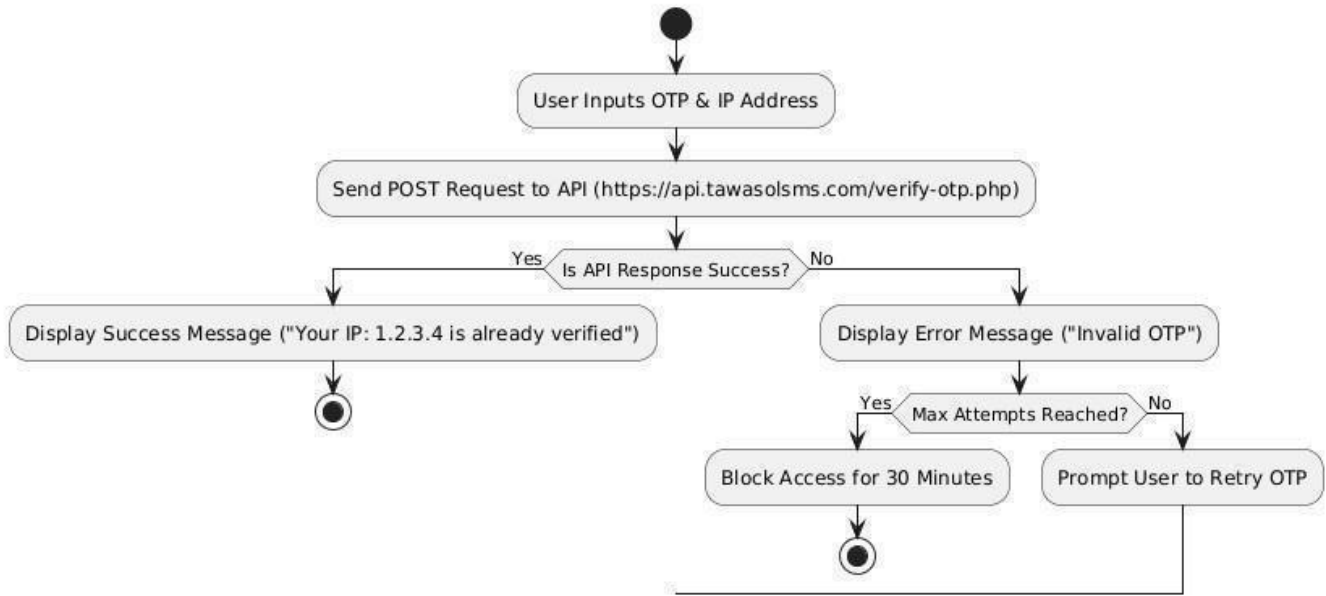 User Inputs OTP & IP Address
Send POST Request to API (https://api.tawasolsms.com/verify-otp.php)
Yes
Is API Response Success?
No
Display Success Message ("Your IP: 1.2.3.4 is already verified")
Display Error Message ("Invalid OTP")
Yes
Max Attempts Reached?
No
Block Access for 30 Minutes
Prompt User to Retry OTP